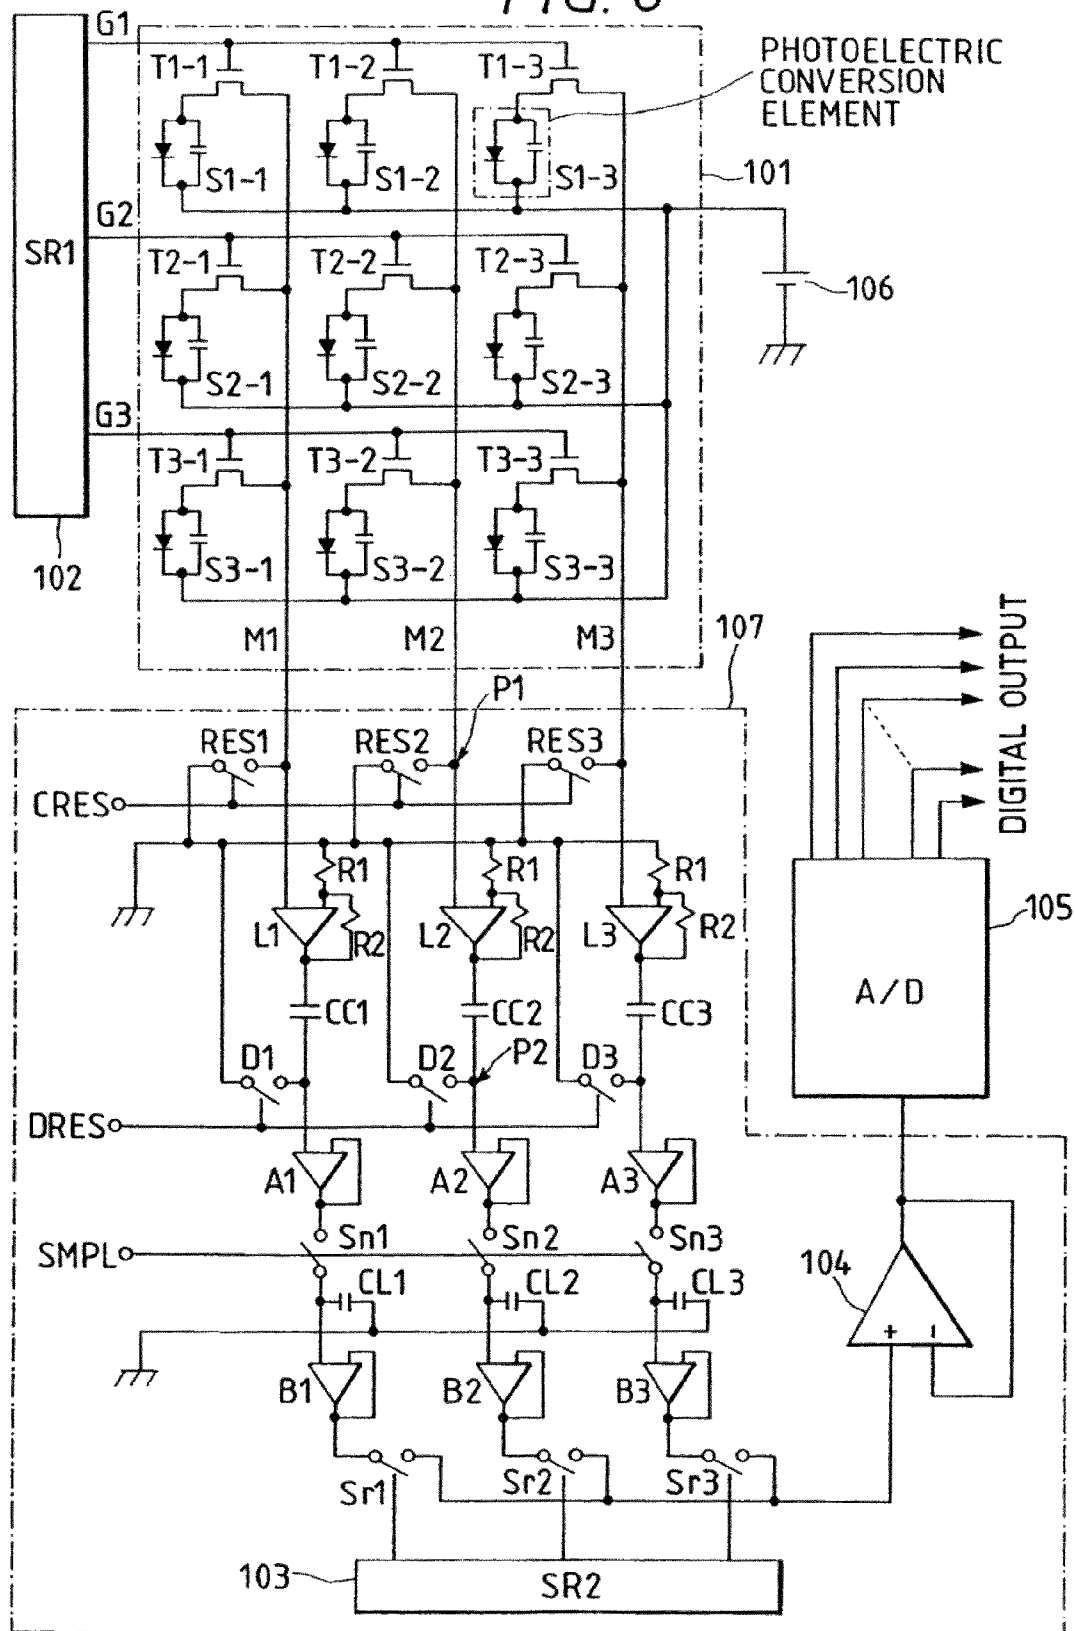 FIG. 6
G1
T1-1
T1-2
T1-3
PHOTOELECTRIC
CONVERSION
ELEMENT
S1-1
S1-2
S1-3
101
G2
SR1
T2-1
T2-2
T2-3
106
S2-1
S2-2
S2-3
G3
T3-1
T3-2
T3-3
102
S3-1
S3-2
S3-3
M1
M2
M3
107
DIGITAL OUTPUT
P1
RES1
RES2
RES3
CRES
R1
R1
R1
L1
R2
L2
R2
L3
R2
105
A/D
CC1
CC2
CC3
D1
D2
P2
D3
DRES
A1
A2
A3
Sn1
Sn2
Sn3
SMPL
CL1
CL2
CL3
104
+
-
B1
B2
B3
Sr1
Sr2
Sr3
103
SR2